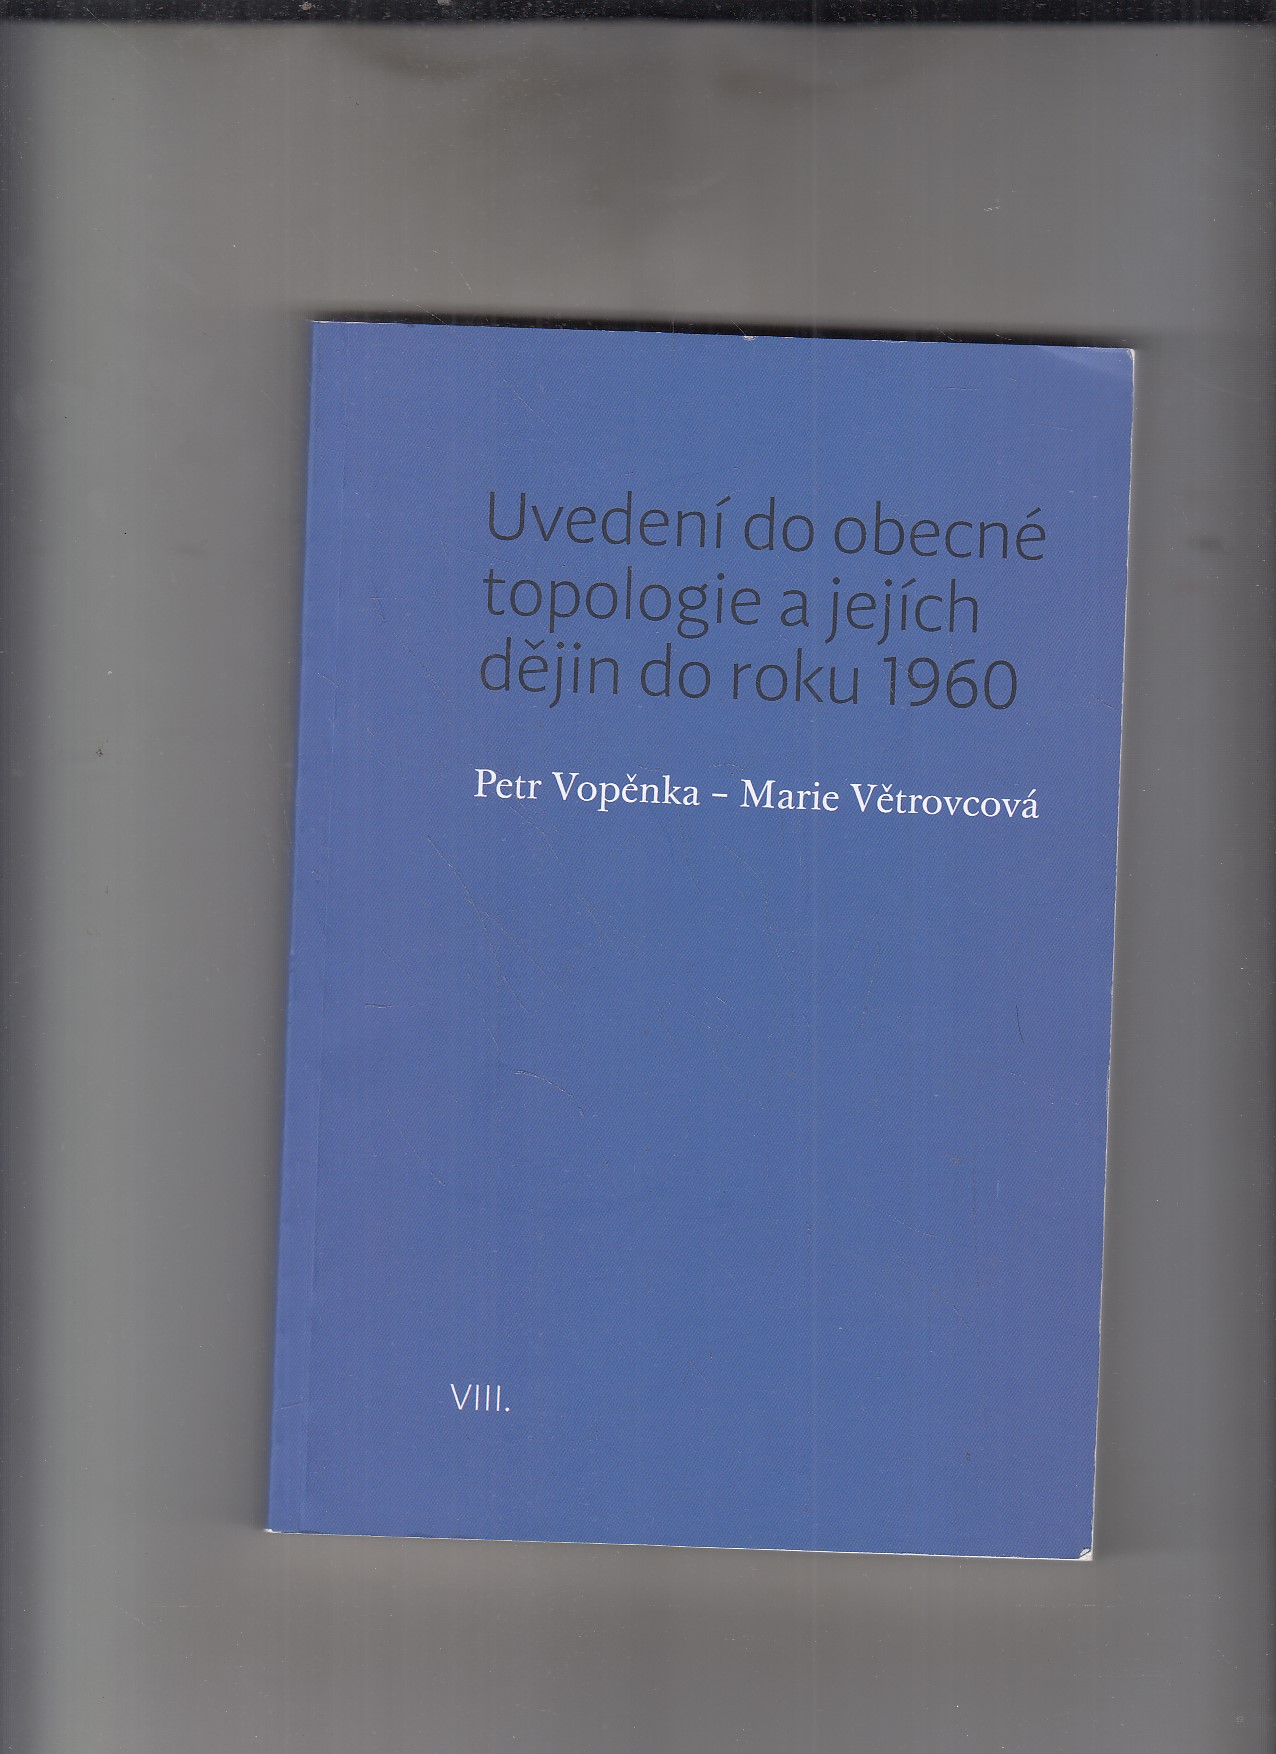 Uvedení do obecné
topologie a jejích
dějin do roku 1960
Petr Vopěnka – Marie Větrovcová
VIII.